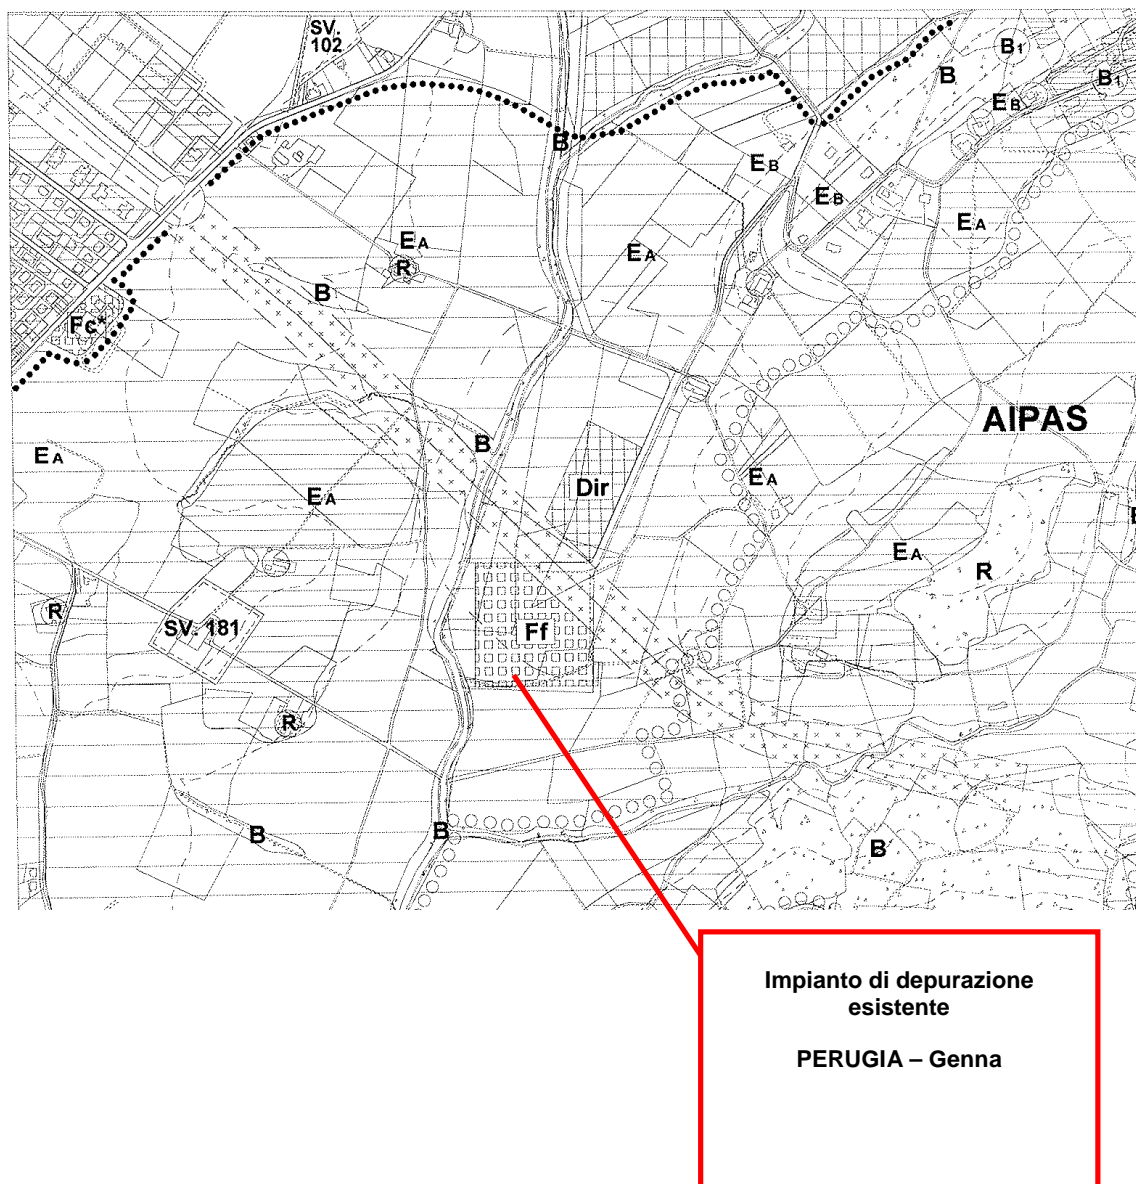 SV.
102
B1
B
B1
EB
B
EB
EB
EA
EA
EA
R
B
Fc*
AIPAS
B
EA
EA
Dir
EA
EA
R
R
SV. 181
Ff
R
B
B
B
Impianto di depurazione
esistente
PERUGIA – Genna